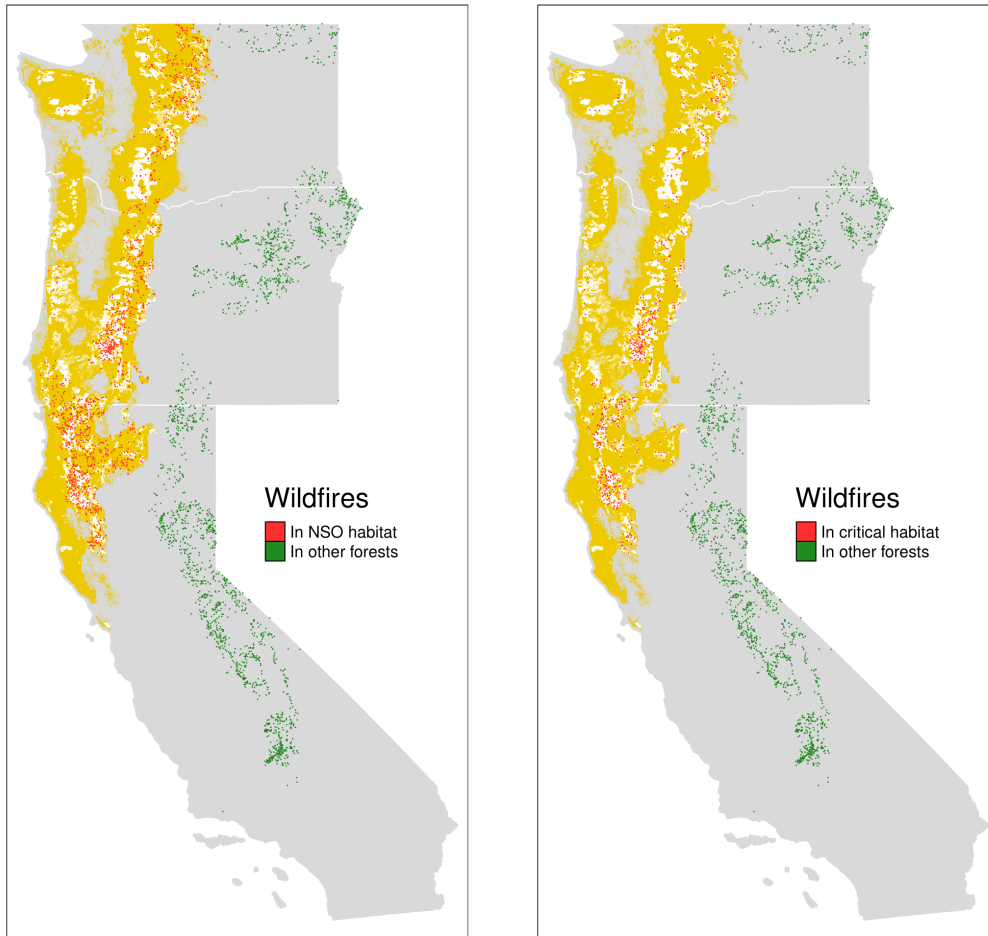 Wildfires
In NSO habitat
In other forests
Wildfires
In critical habitat
In other forests